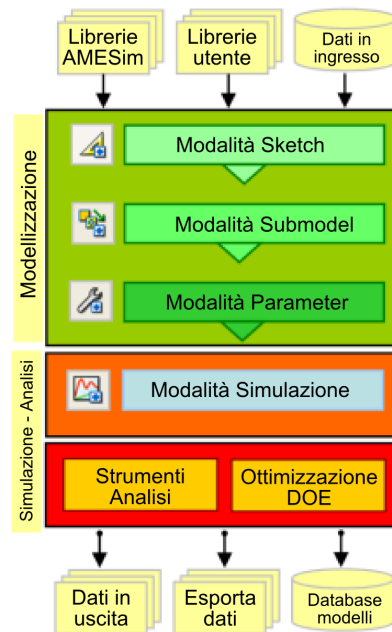 Librerie
AMESim
Librerie
utente
Dati in
ingresso
Modellizzazione
Modalità Sketch
Modalità Submodel
Modalità Parameter
Simulazione - Analisi
Modalità Simulazione
Strumenti
Analisi
Ottimizzazione
DOE
Dati in
uscita
Esporta
dati
Database
modelli